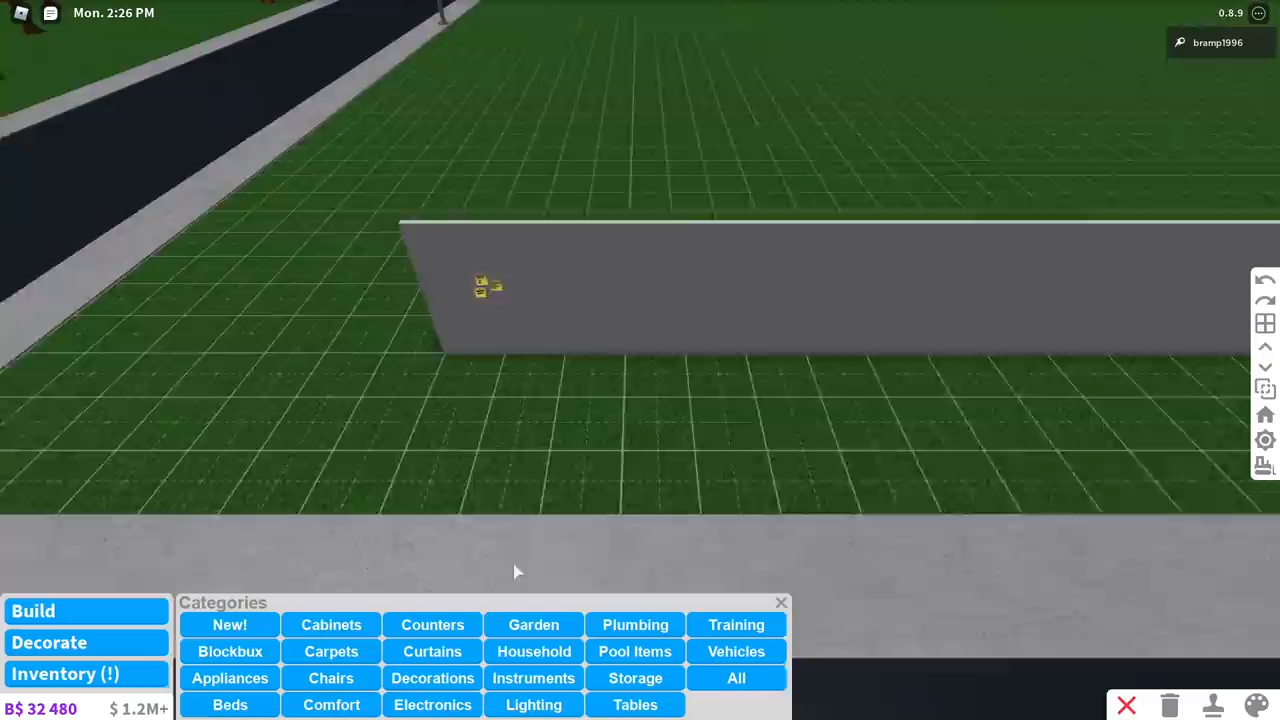 Mon. 2:26 PM
0.8.9
bramp1996
Build
Decorate
Inventory (!)
B$ 32 480 $ 1.2M+
Categories
New! Cabinets Counters Garden Plumbing Training
Blockbux Carpets Curtains Household Pool Items Vehicles
Appliances Chairs Decorations Instruments Storage All
Beds Comfort Electronics Lighting Tables